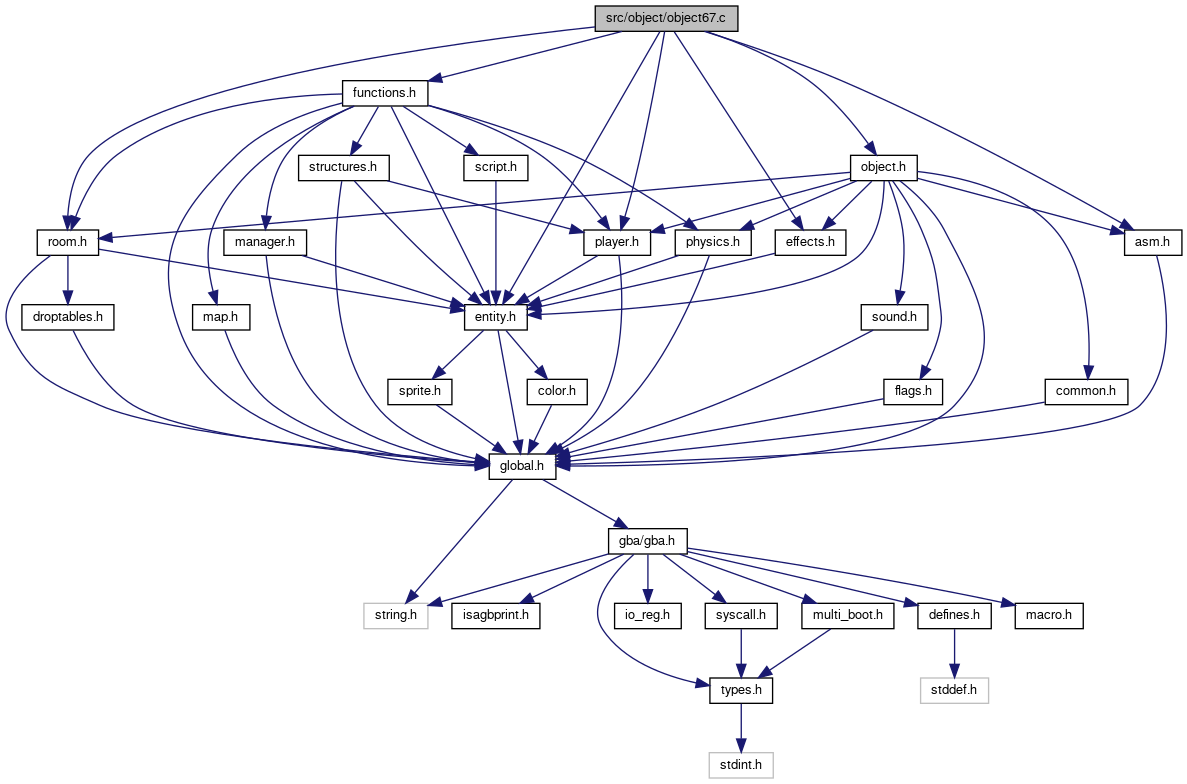 src/object/object67.c
functions.h
structures.h
script.h
object.h
room.h
manager.h
player.h
physics.h
effects.h
asm.h
droptables.h
map.h
entity.h
sound.h
sprite.h
color.h
flags.h
common.h
global.h
gba/gba.h
string.h
isagbprint.h
io_reg.h
syscall.h
multi_boot.h
defines.h
macro.h
types.h
stddef.h
stdint.h